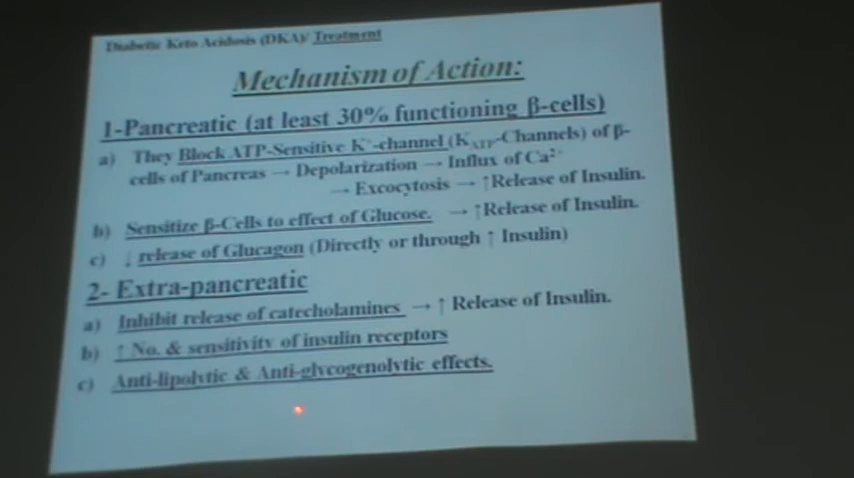 Diabetic Keto Acidosis (DKA)/ Treatment
Mechanism of Action:
1-Pancreatic (at least 30% functioning β-cells)
a) They Block ATP-Sensitive K⁺-channel (K_ATP-Channels) of β-
cells of Pancreas → Depolarization → Influx of Ca²⁺
→ Excocytosis → ↑Release of Insulin.
b) Sensitize β-Cells to effect of Glucose. → ↑Release of Insulin.
c) ↓ release of Glucagon (Directly or through ↑ Insulin)
2- Extra-pancreatic
a) Inhibit release of catecholamines → ↑ Release of Insulin.
b) ↑ No. & sensitivity of insulin receptors
c) Anti-lipolytic & Anti-glycogenolytic effects.